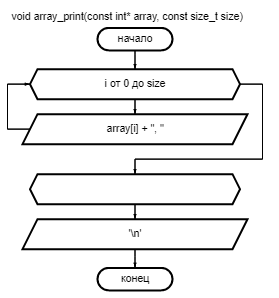 void array_print(const int* array, const size_t size)
начало
i от 0 до size
array[i] + ", "
'\n'
конец